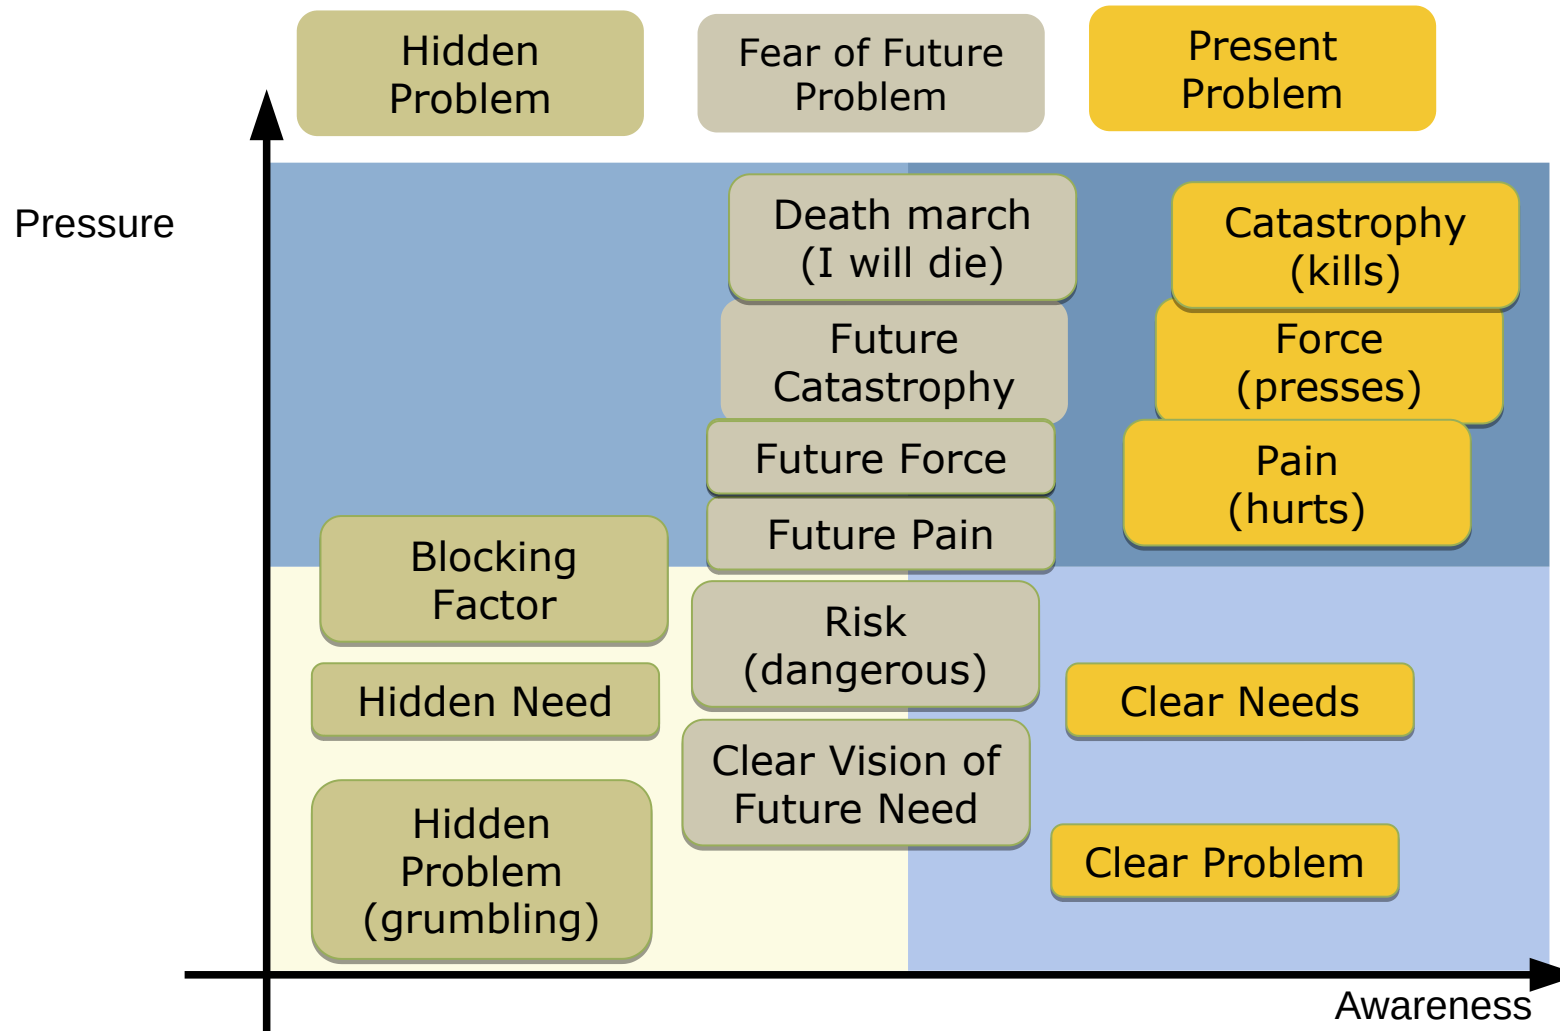 Hidden
Problem
Fear of Future
Problem
Present
Problem
Pressure
Death march
(I will die)
Catastrophy
(kills)
Future
Catastrophy
Force
(presses)
Future Force
Pain
(hurts)
Future Pain
Blocking
Factor
Risk
(dangerous)
Hidden Need
Clear Needs
Clear Vision of
Future Need
Hidden
Problem
(grumbling)
Clear Problem
Awareness